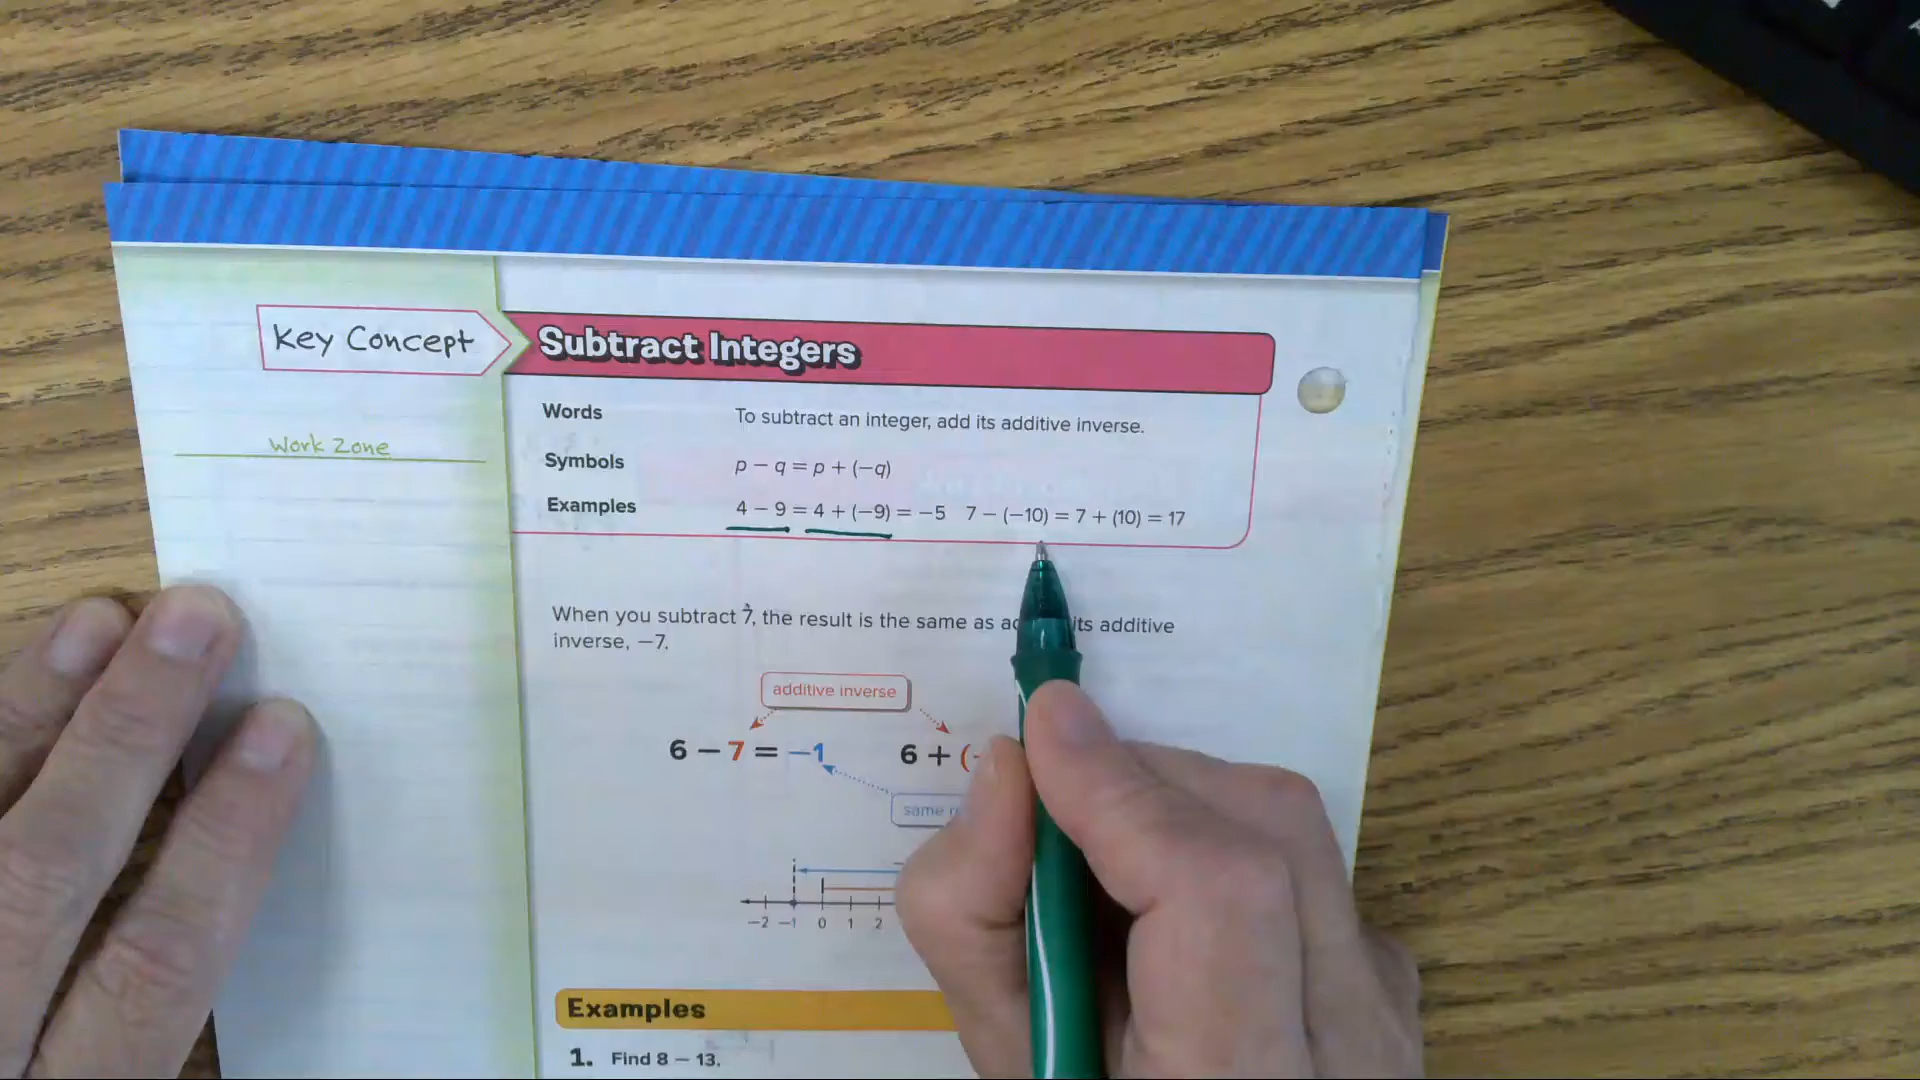 Key Concept
Subtract Integers
Work Zone
Words To subtract an integer, add its additive inverse.
Symbols p − q = p + (−q)
Examples 4 − 9 = 4 + (−9) = −5 7 − (−10) = 7 + (10) = 17
When you subtract 7, the result is the same as its additive
inverse, −7.
additive inverse
6 − 7 = −1 6 + (−
same
−2 −1 0 1 2
Examples
1. Find 8 − 13.